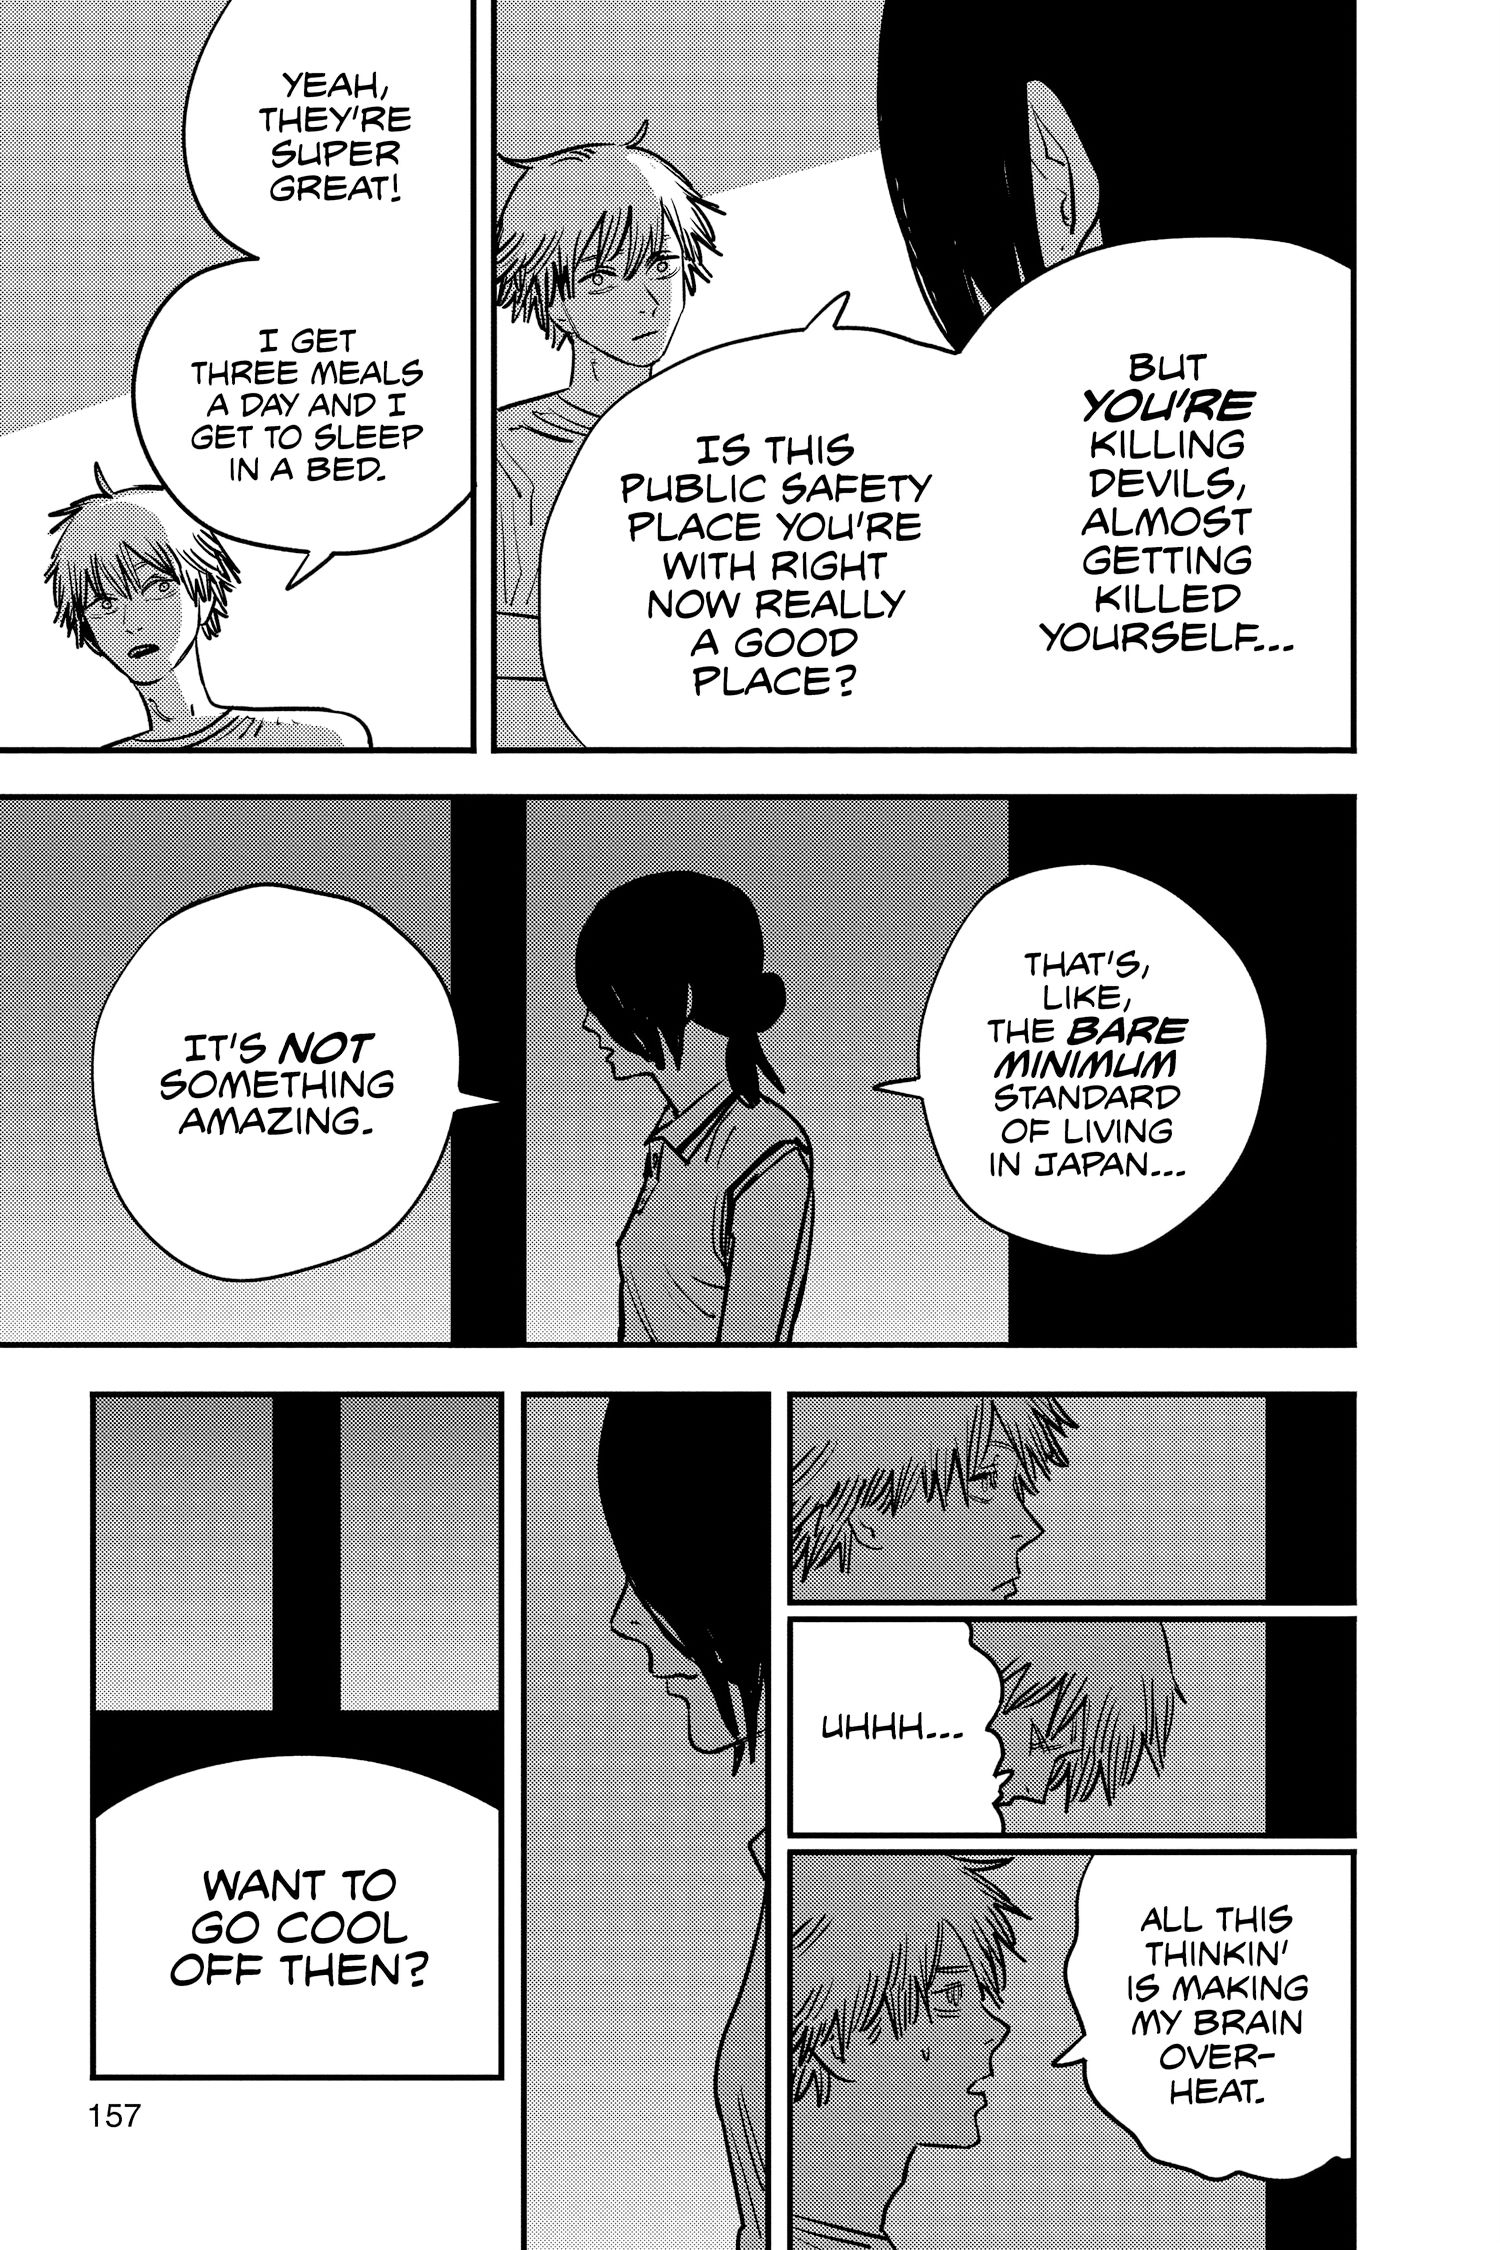 BUT
YOU'RE
KILLING
DEVILS,
ALMOST
GETTING
KILLED
YOURSELF...
IS THIS
PUBLIC SAFETY
PLACE YOU'RE
WITH RIGHT
NOW REALLY
A GOOD
PLACE?
YEAH,
THEY'RE
SUPER
GREAT!
I GET
THREE MEALS
A DAY AND I
GET TO SLEEP
IN A BED.
THAT'S,
LIKE,
THE BARE
MINIMUM
STANDARD
OF LIVING
IN JAPAN...
IT'S NOT
SOMETHING
AMAZING.
UHHH...
ALL THIS
THINKIN'
IS MAKING
MY BRAIN
OVER-
HEAT.
WANT TO
GO COOL
OFF THEN?
157